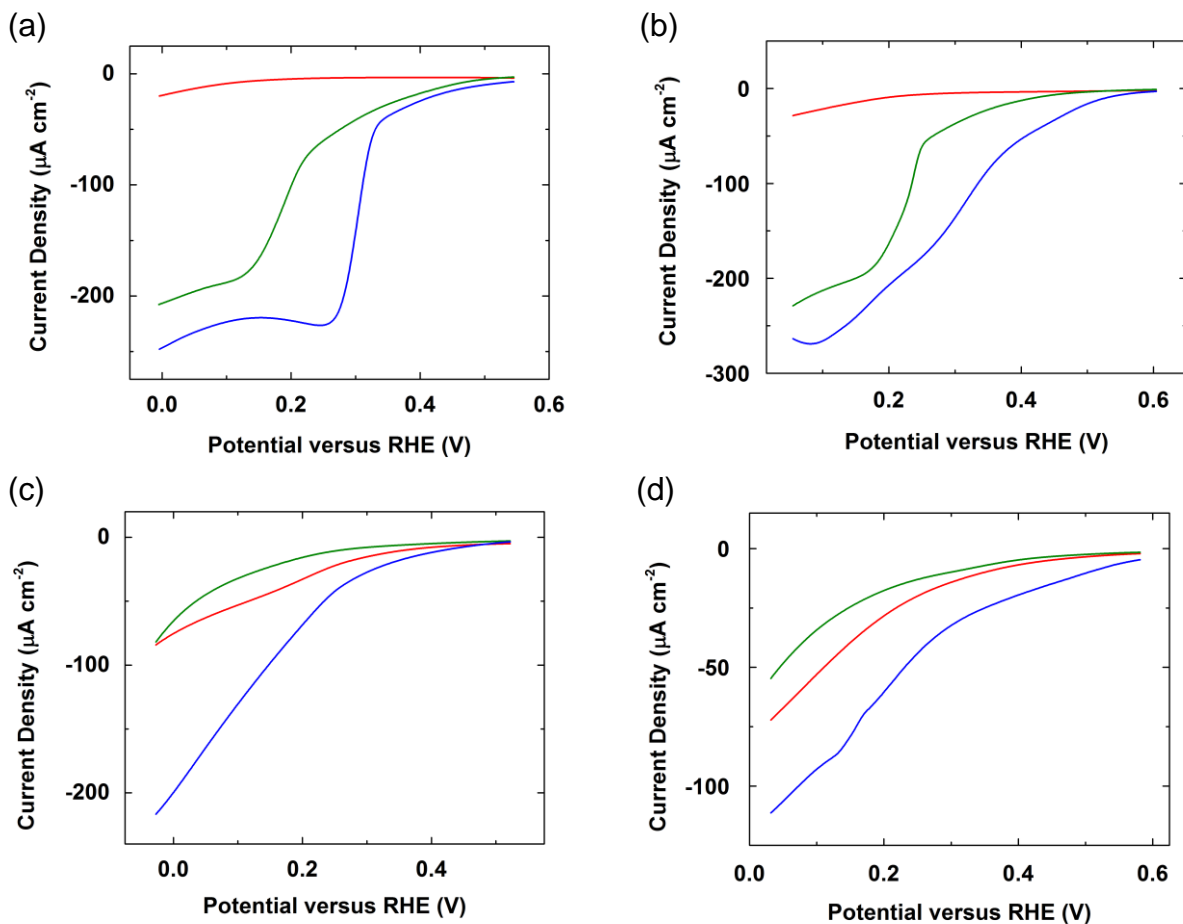 (a)
0
-100
-200
Current Density (μA cm-2)
0.0 0.2 0.4 0.6
Potential versus RHE (V)
(b)
0
-100
-200
-300
Current Density (μA cm-2)
0.2 0.4 0.6
Potential versus RHE (V)
(c)
0
-100
-200
Current Density (μA cm-2)
0.0 0.2 0.4
Potential versus RHE (V)
(d)
0
-50
-100
Current Density (μA cm-2)
0.0 0.2 0.4 0.6
Potential versus RHE (V)